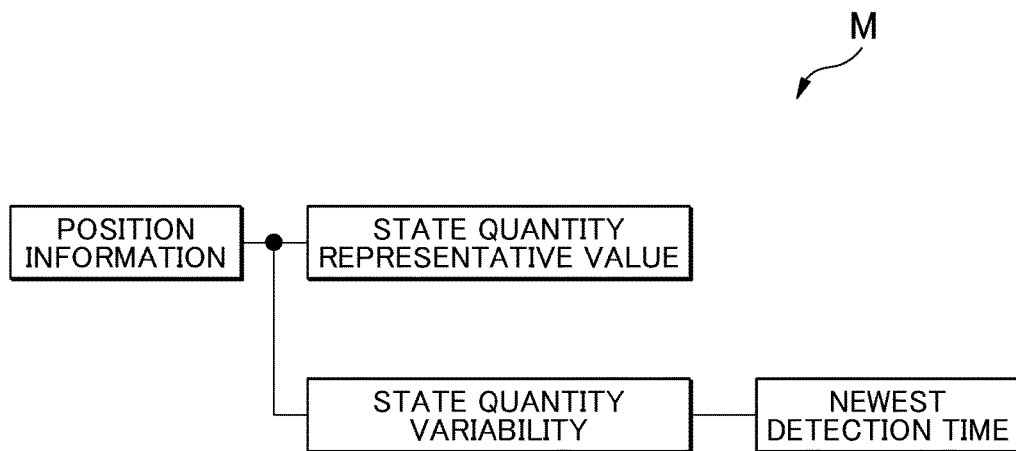 M
POSITION
INFORMATION
STATE QUANTITY
REPRESENTATIVE VALUE
STATE QUANTITY
VARIABILITY
NEWEST
DETECTION TIME